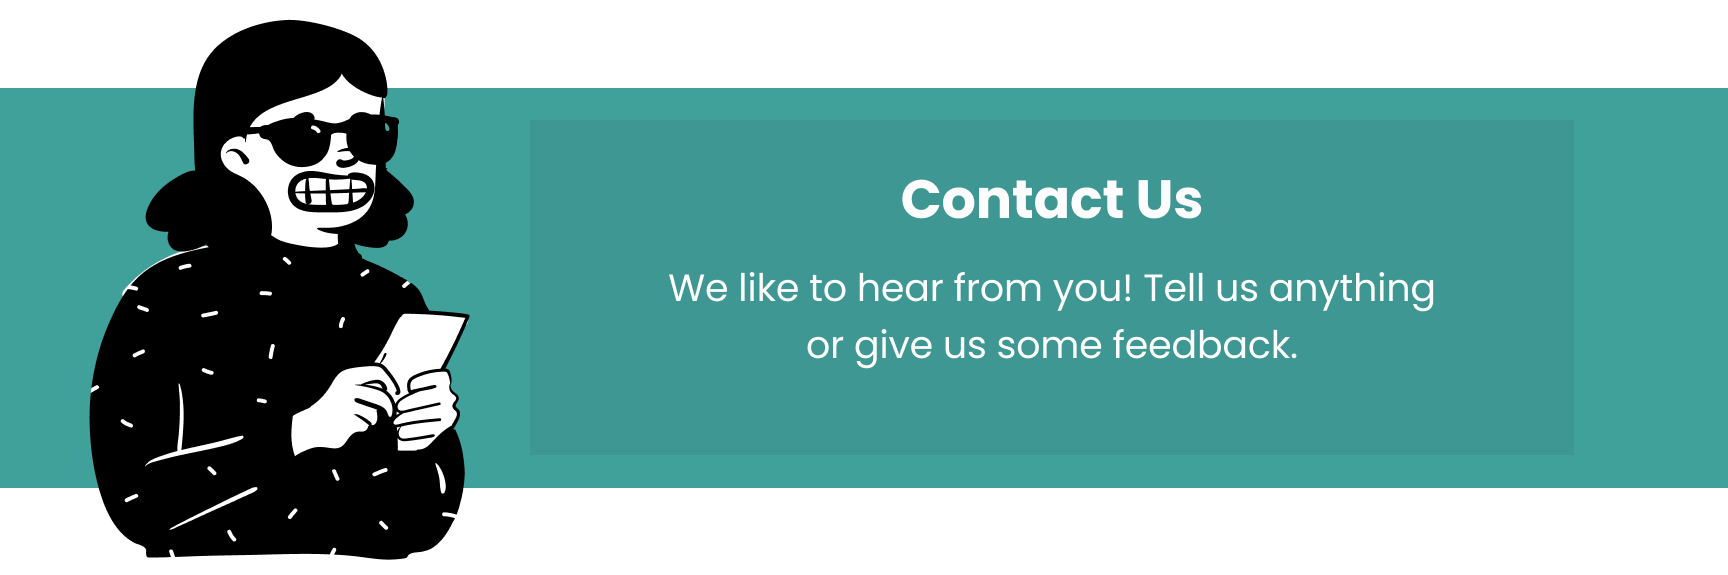 Contact Us
We like to hear from you! Tell us anything
or give us some feedback.